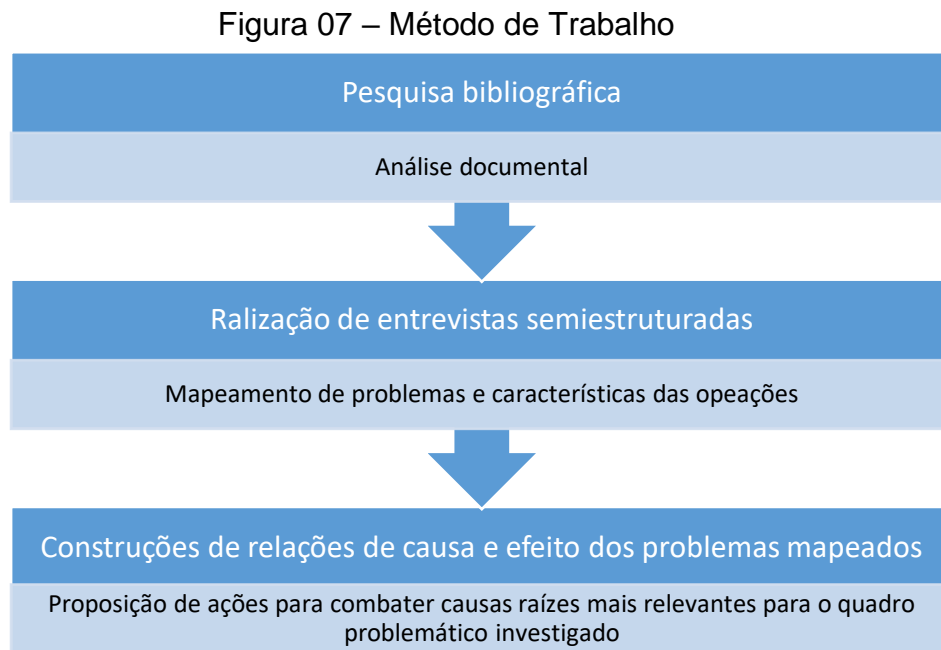 Figura 07 – Método de Trabalho
Pesquisa bibliográfica
Análise documental
Ralização de entrevistas semiestruturadas
Mapeamento de problemas e características das opeações
Construções de relações de causa e efeito dos problemas mapeados
Proposição de ações para combater causas raízes mais relevantes para o quadro
problemático investigado